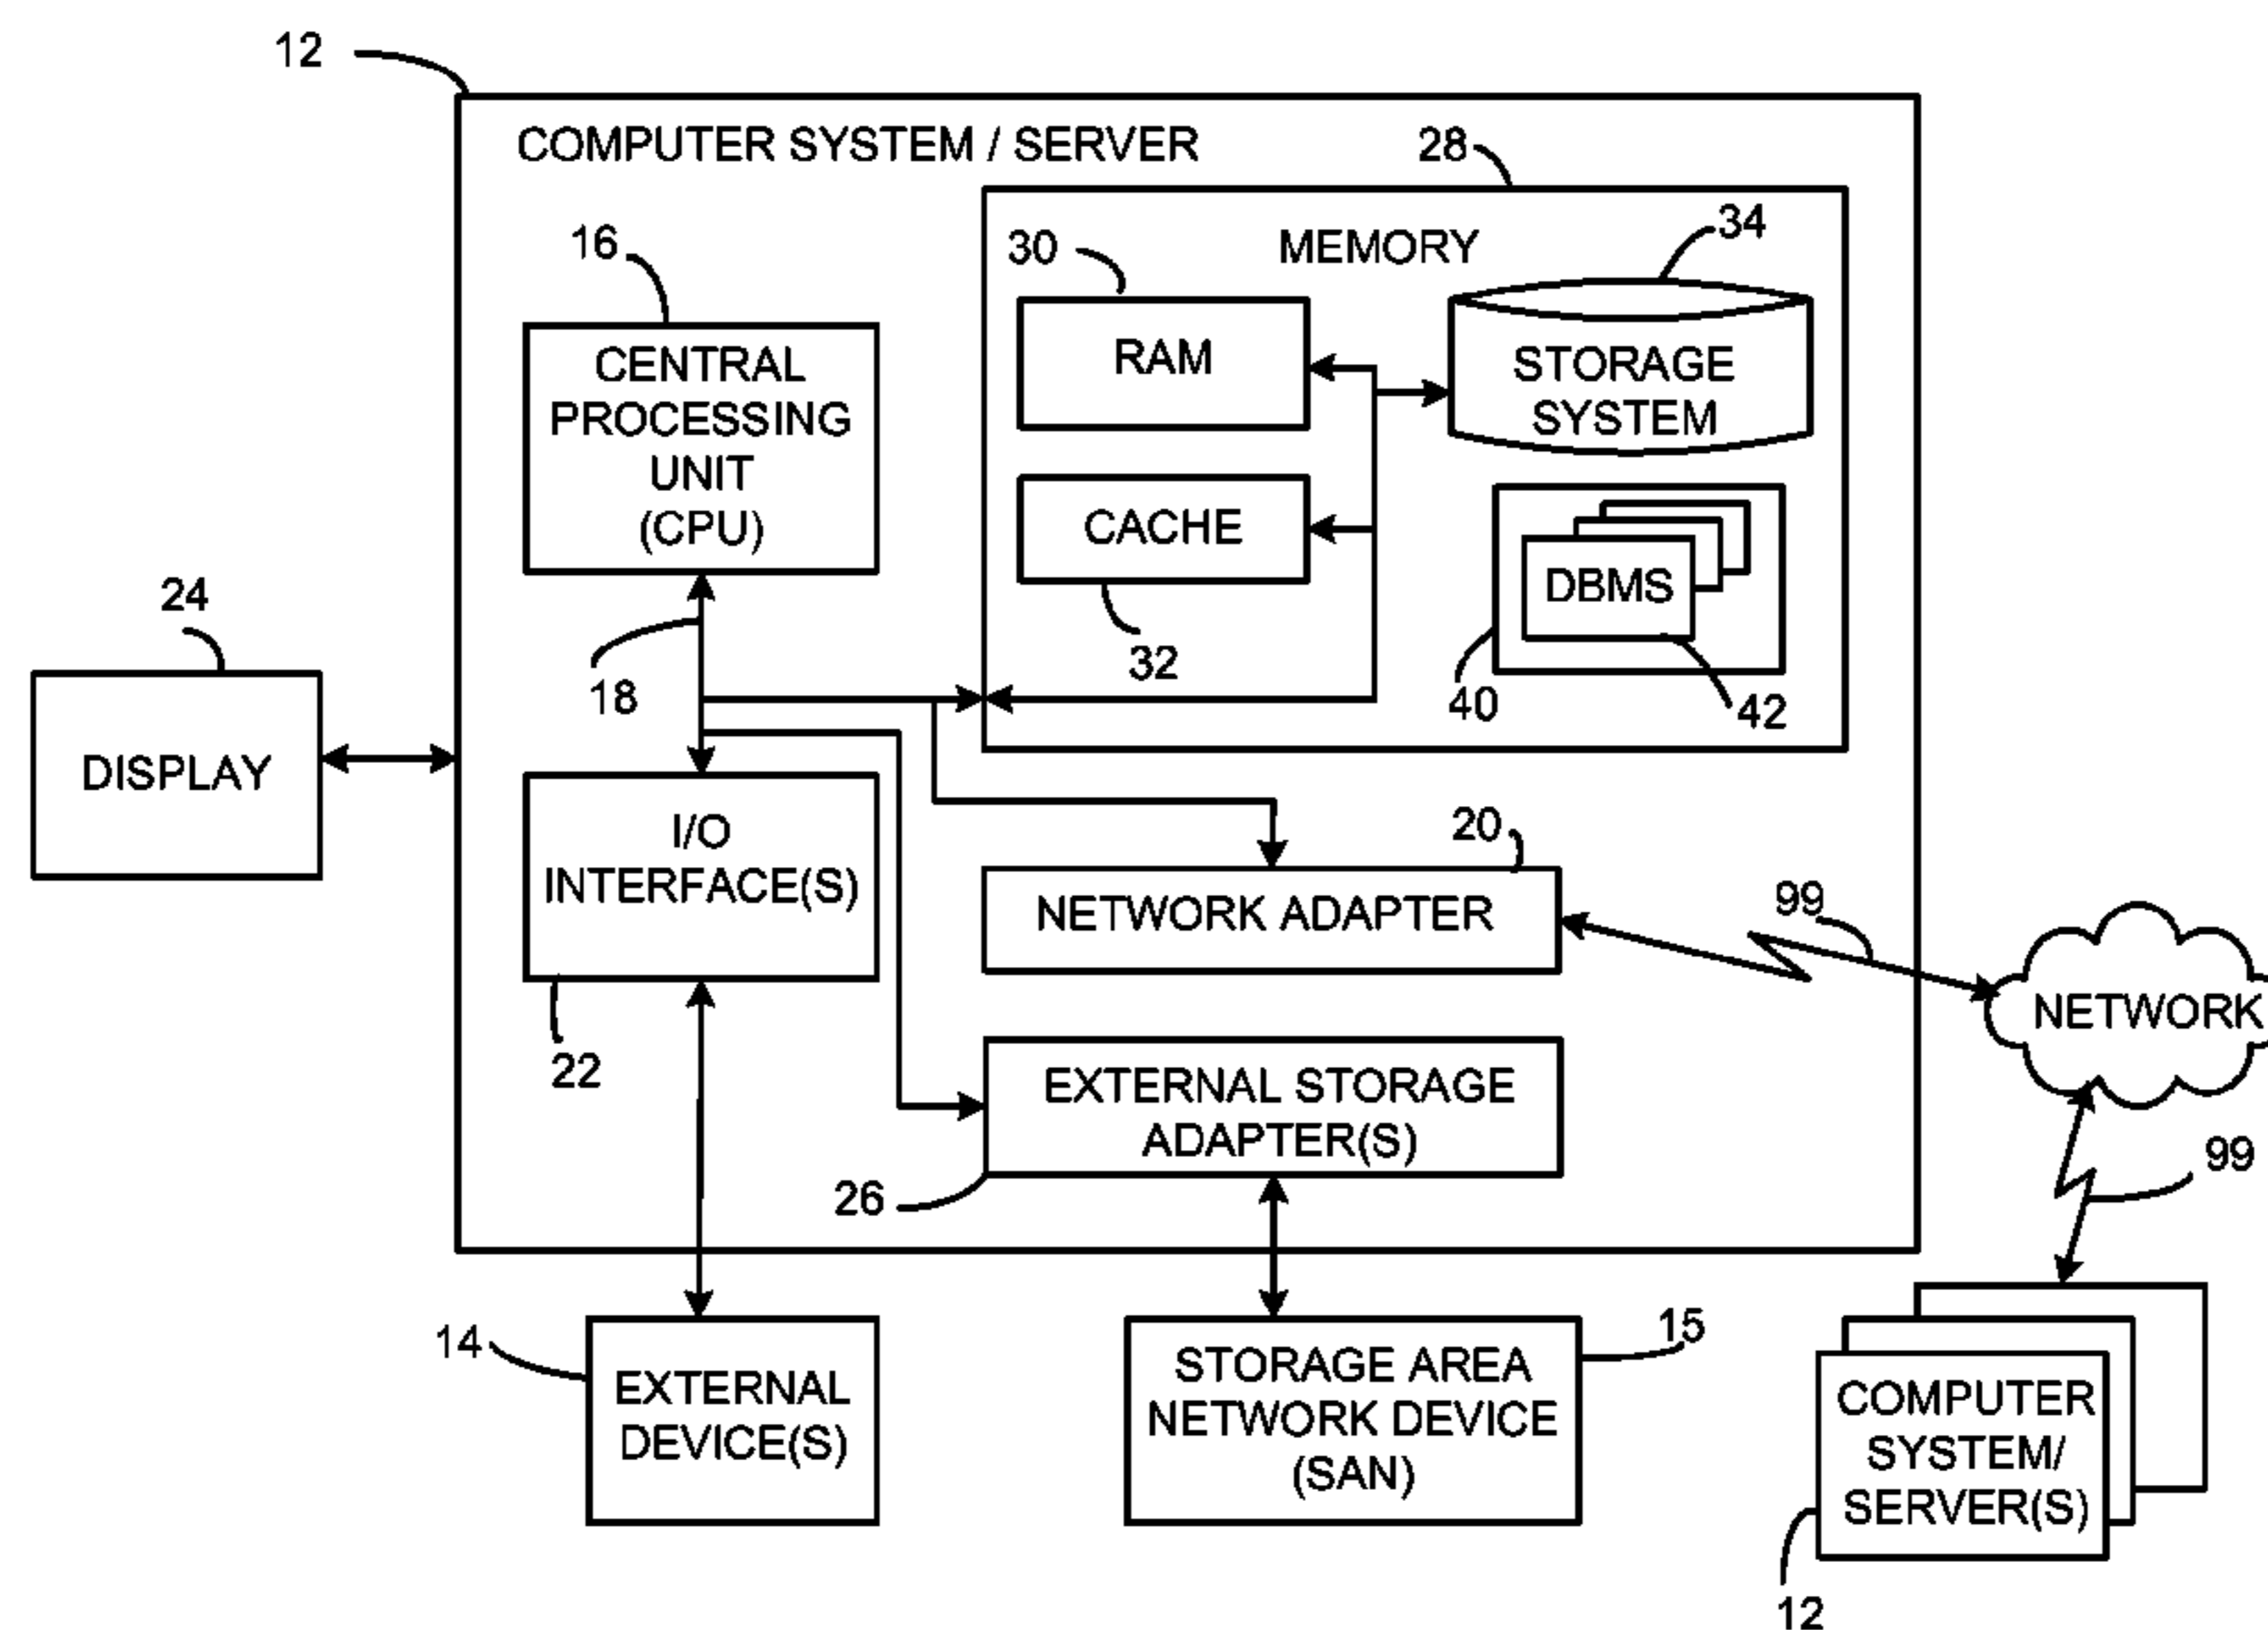 12
COMPUTER SYSTEM / SERVER
28
16
30
MEMORY
34
CENTRAL
PROCESSING
UNIT
(CPU)
RAM
STORAGE
SYSTEM
CACHE
DBMS
24
18
32
40
42
DISPLAY
I/O
INTERFACE(S)
20
NETWORK ADAPTER
99
NETWORK
22
EXTERNAL STORAGE
ADAPTER(S)
26
99
14
EXTERNAL
DEVICE(S)
STORAGE AREA
NETWORK DEVICE
(SAN)
15
COMPUTER
SYSTEM/
SERVER(S)
12